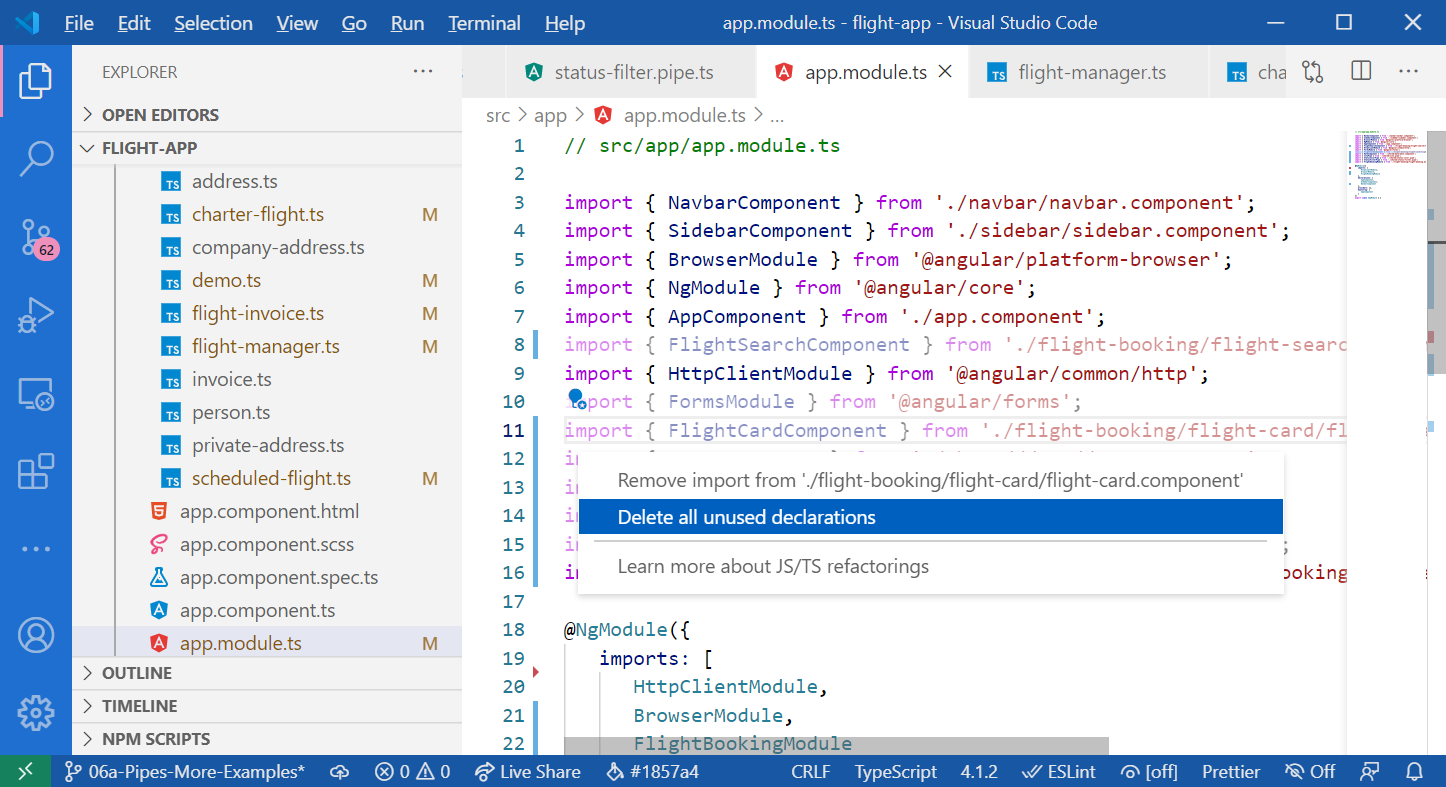 File Edit Selection View Go Run Terminal Help app.module.ts - flight-app - Visual Studio Code
EXPLORER
OPEN EDITORS
FLIGHT-APP
TS address.ts
TS charter-flight.ts M
TS company-address.ts
TS demo.ts M
TS flight-invoice.ts M
TS flight-manager.ts M
TS invoice.ts
TS person.ts
TS private-address.ts
TS scheduled-flight.ts M
app.component.html
app.component.scss
app.component.spec.ts
app.component.ts
app.module.ts M
OUTLINE
TIMELINE
NPM SCRIPTS
62
status-filter.pipe.ts app.module.ts TS flight-manager.ts TS cha
src > app > app.module.ts > ...
1 // src/app/app.module.ts
2
3 import { NavbarComponent } from './navbar/navbar.component';
4 import { SidebarComponent } from './sidebar/sidebar.component';
5 import { BrowserModule } from '@angular/platform-browser';
6 import { NgModule } from '@angular/core';
7 import { AppComponent } from './app.component';
8 import { FlightSearchComponent } from './flight-booking/flight-searc
9 import { HttpClientModule } from '@angular/common/http';
10 import { FormsModule } from '@angular/forms';
11 import { FlightCardComponent } from './flight-booking/flight-card/fl
12
Remove import from './flight-booking/flight-card/flight-card.component'
13
Delete all unused declarations
14
15 ;
Learn more about JS/TS refactorings
16 ooking
17
18 @NgModule({
19 imports: [
20 HttpClientModule,
21 BrowserModule,
22 FlightBookingModule
06a-Pipes-More-Examples* 0 0 Live Share #1857a4 CRLF TypeScript 4.1.2 ESLint [off] Prettier Off